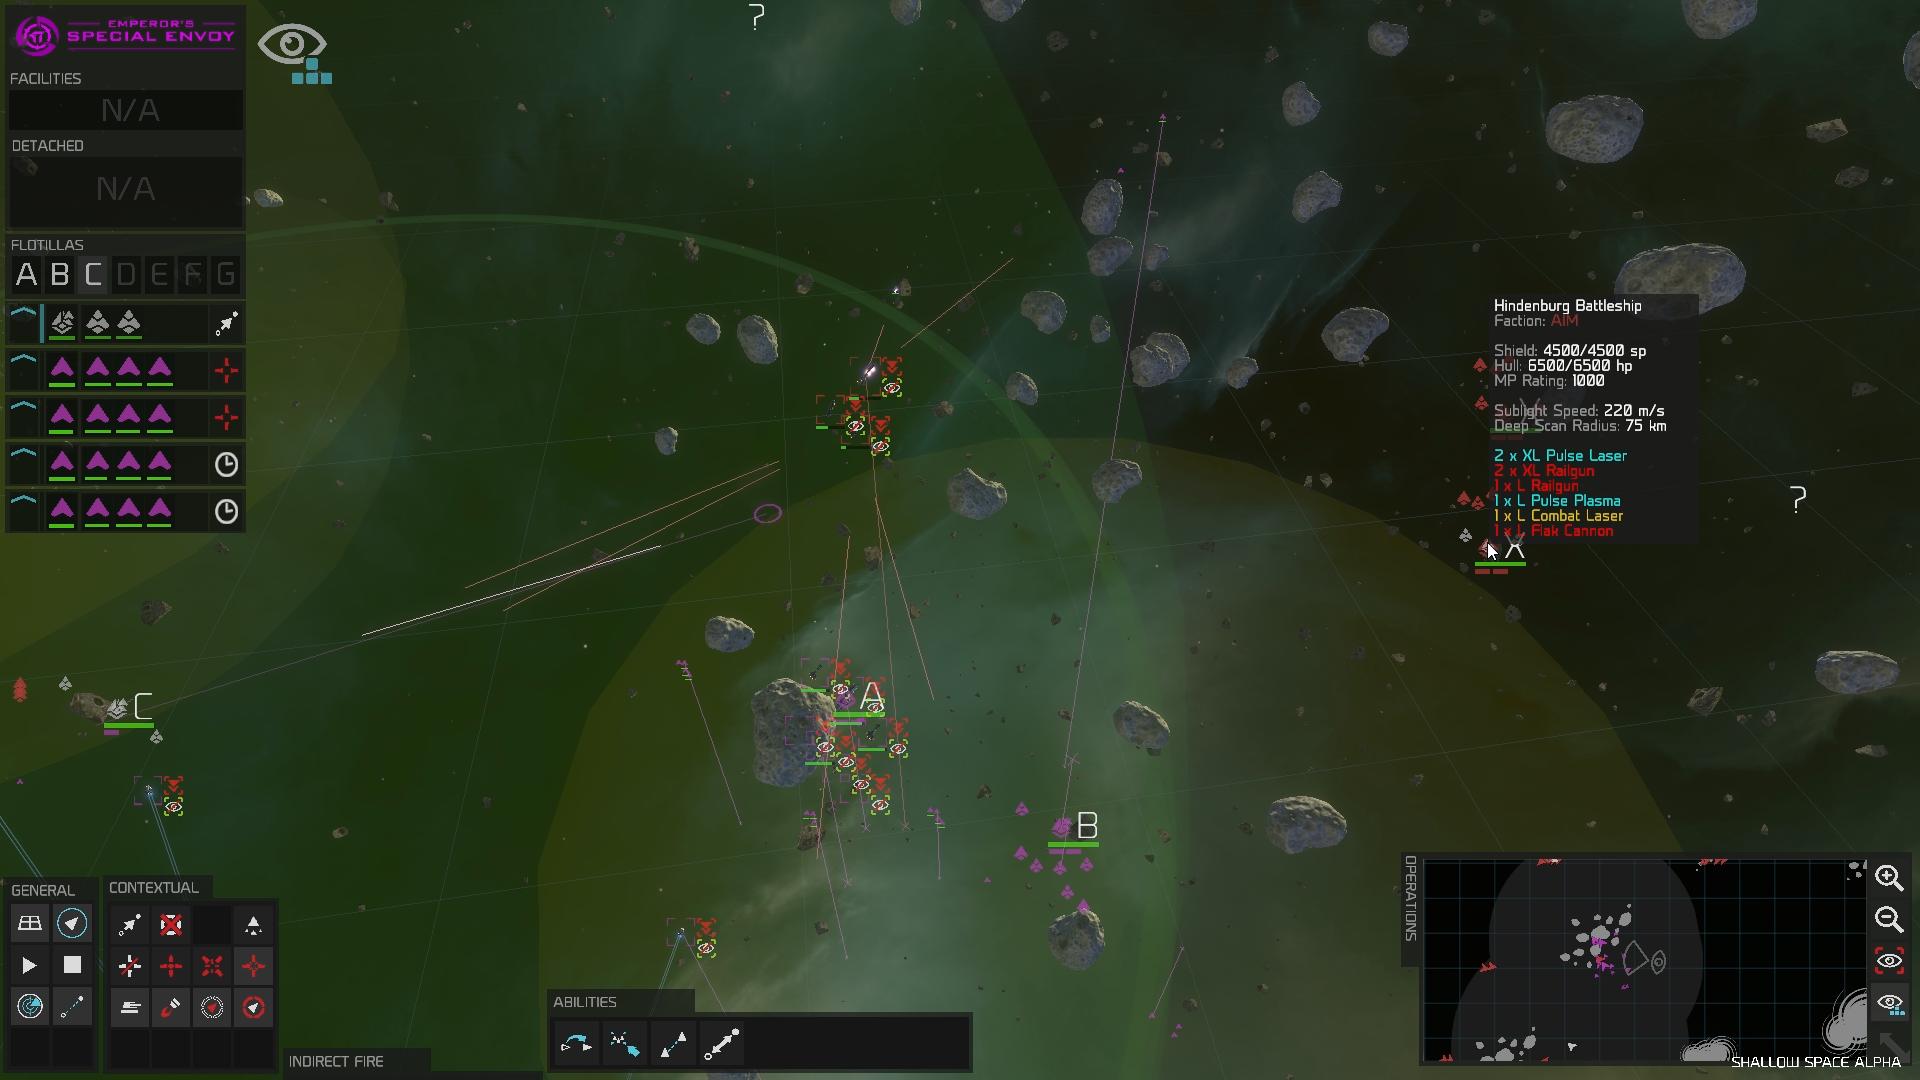 ?
EMPEROR'S
SPECIAL ENVOY
FACILITIES
N/A
DETACHED
N/A
FLOTILLAS
A B C D E F G
Hindenburg Battleship
Faction: AIM
Shield: 4500/4500 sp
Hull: 6500/6500 hp
MP Rating: 1000
Sublight Speed: 220 m/s
Deep Scan Radius: 75 km
2 x XL Pulse Laser
2 x XL Railgun
1 x L Railgun
1 x L Pulse Plasma
1 x L Combat Laser
1 x L Flak Cannon
?
X
A
C
B
GENERAL
CONTEXTUAL
INDIRECT FIRE
ABILITIES
OPERATIONS
SHALLOW SPACE ALPHA